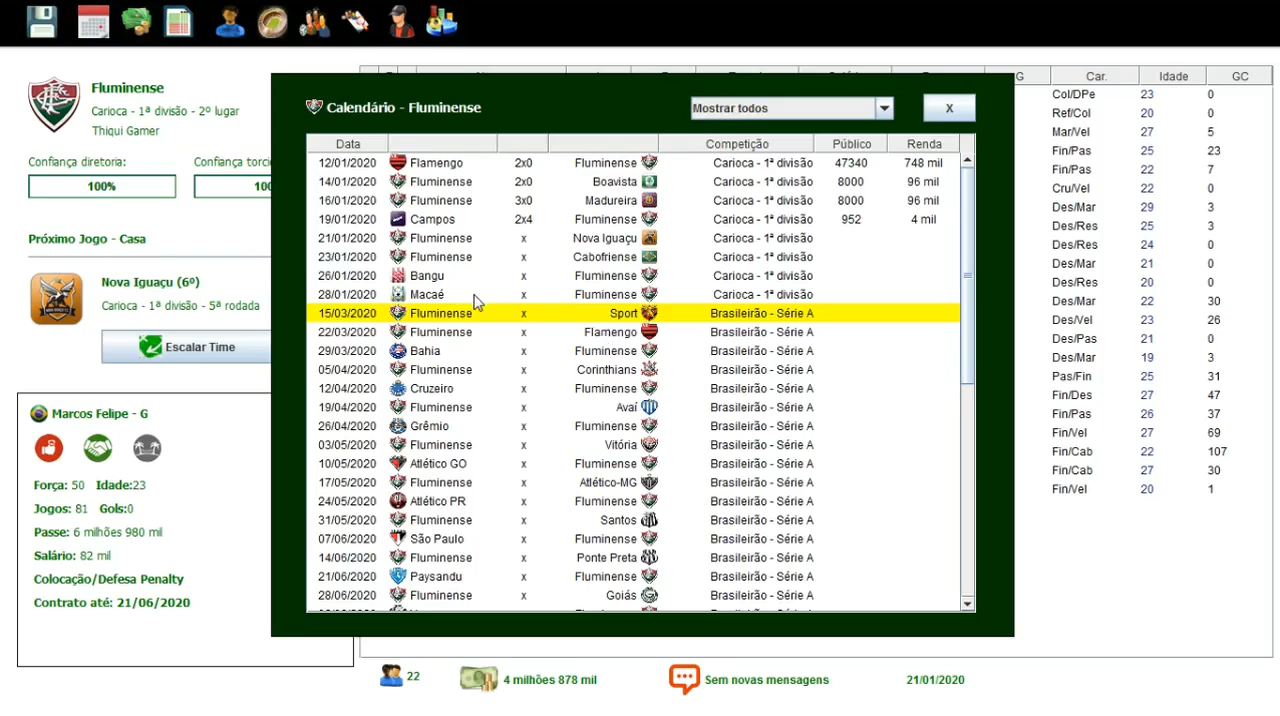 Fluminense
Carioca - 1ª divisão - 2º lugar
Thiqui Gamer
Confiança diretoria:
Confiança torci
100%
100
Próximo Jogo - Casa
Nova Iguaçu (6º)
Carioca - 1ª divisão - 5ª rodada
Escalar Time
Marcos Felipe - G
Força: 50 Idade:23
Jogos: 81 Gols:0
Passe: 6 milhões 980 mil
Salário: 82 mil
Colocação/Defesa Penalty
Contrato até: 21/06/2020
Calendário - Fluminense
Mostrar todos
X
Data Competição Público Renda
12/01/2020 Flamengo 2x0 Fluminense Carioca - 1ª divisão 47340 748 mil
14/01/2020 Fluminense 2x0 Boavista Carioca - 1ª divisão 8000 96 mil
16/01/2020 Fluminense 3x0 Madureira Carioca - 1ª divisão 8000 96 mil
19/01/2020 Campos 2x4 Fluminense Carioca - 1ª divisão 952 4 mil
21/01/2020 Fluminense x Nova Iguaçu Carioca - 1ª divisão
23/01/2020 Fluminense x Cabofriense Carioca - 1ª divisão
26/01/2020 Bangu x Fluminense Carioca - 1ª divisão
28/01/2020 Macaé x Fluminense Carioca - 1ª divisão
15/03/2020 Fluminense x Sport Brasileirão - Série A
22/03/2020 Fluminense x Flamengo Brasileirão - Série A
29/03/2020 Bahia x Fluminense Brasileirão - Série A
05/04/2020 Fluminense x Corinthians Brasileirão - Série A
12/04/2020 Cruzeiro x Fluminense Brasileirão - Série A
19/04/2020 Fluminense x Avaí Brasileirão - Série A
26/04/2020 Grêmio x Fluminense Brasileirão - Série A
03/05/2020 Fluminense x Vitória Brasileirão - Série A
10/05/2020 Atlético GO x Fluminense Brasileirão - Série A
17/05/2020 Fluminense x Atlético-MG Brasileirão - Série A
24/05/2020 Atlético PR x Fluminense Brasileirão - Série A
31/05/2020 Fluminense x Santos Brasileirão - Série A
07/06/2020 São Paulo x Fluminense Brasileirão - Série A
14/06/2020 Fluminense x Ponte Preta Brasileirão - Série A
21/06/2020 Paysandu x Fluminense Brasileirão - Série A
28/06/2020 Fluminense x Goiás Brasileirão - Série A
G Car. Idade GC
Col/DPe 23 0
Ref/Col 20 0
Mar/Vel 27 5
Fin/Pas 25 23
Fin/Pas 22 7
Cru/Vel 22 0
Des/Mar 29 3
Des/Res 25 3
Des/Res 24 0
Des/Mar 21 0
Des/Res 20 0
Des/Mar 22 30
Des/Vel 23 26
Des/Pas 21 0
Des/Mar 19 3
Pas/Fin 25 31
Fin/Des 27 47
Fin/Pas 26 37
Fin/Vel 27 69
Fin/Cab 22 107
Fin/Cab 27 30
Fin/Vel 20 1
22
4 milhões 878 mil
Sem novas mensagens
21/01/2020